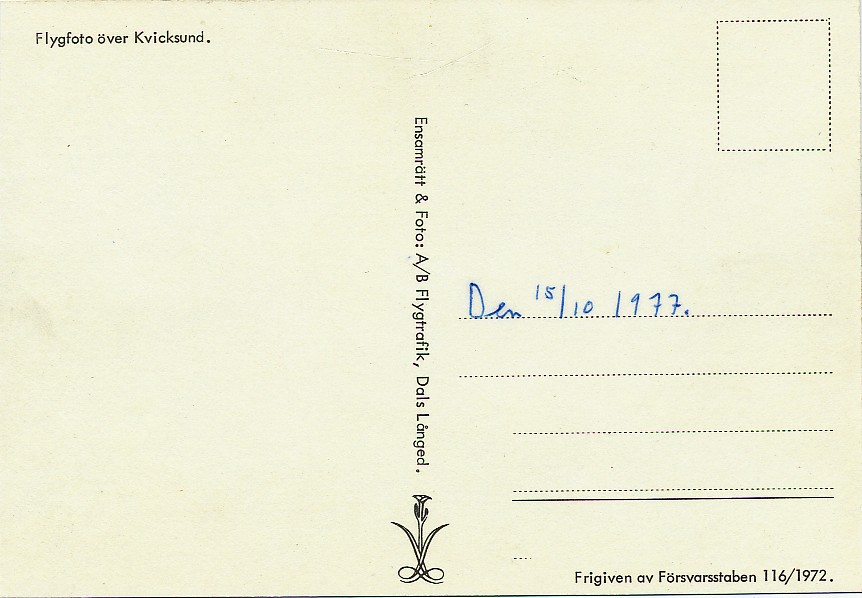 Flygfoto över Kvicksund.
Ensamrätt & Foto: A/B Flygtrafik, Dals Långed.
Den 15/10 1977.
Frigiven av Försvarsstaben 116/1972.